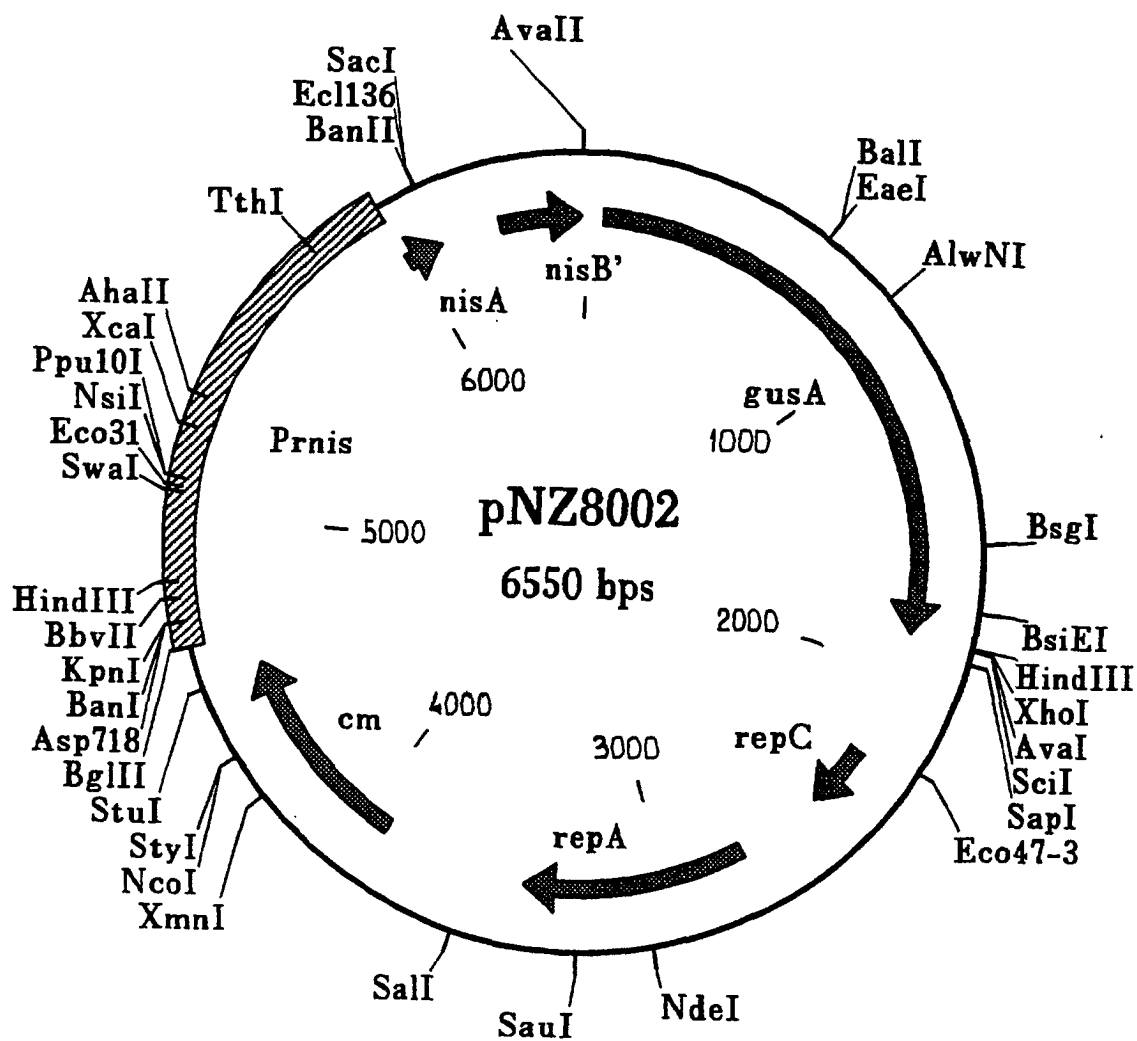 AvaII
SacI
Ecl136
BanII
BalI
EaeI
TthI
AlwNI
nisB'
nisA
AhaII
XcaI
Ppu10I
NsiI
Eco31
SwaI
6000
gusA
1000
Prnis
pNZ8002
5000
6550 bps
BsgI
HindIII
BbvII
KpnI
BanI
Asp718
BglII
StuI
StyI
NcoI
XmnI
2000
BsiEI
HindIII
XhoI
AvaI
SciI
SapI
Eco47-3
cm
4000
3000
repC
repA
SalI
SauI
NdeI